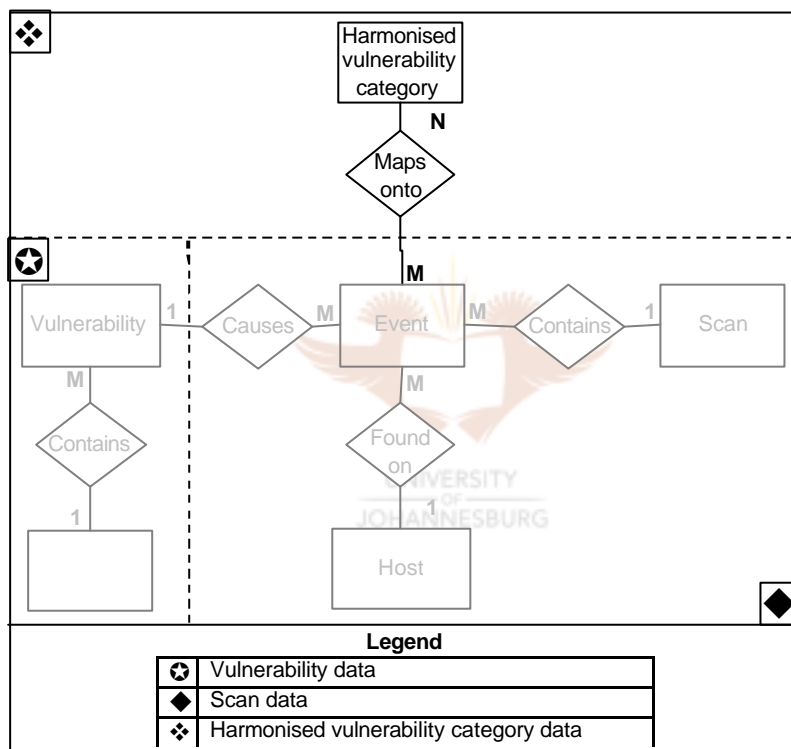 Harmonised
vulnerability
category
N
Maps
onto
M
Vulnerability
1
Causes
M
Event
M
Contains
1
Scan
M
M
Contains
Found
on
UNIVERSITY
OF
JOHANNESBURG
1
1
Host
Legend
Vulnerability data
Scan data
Harmonised vulnerability category data